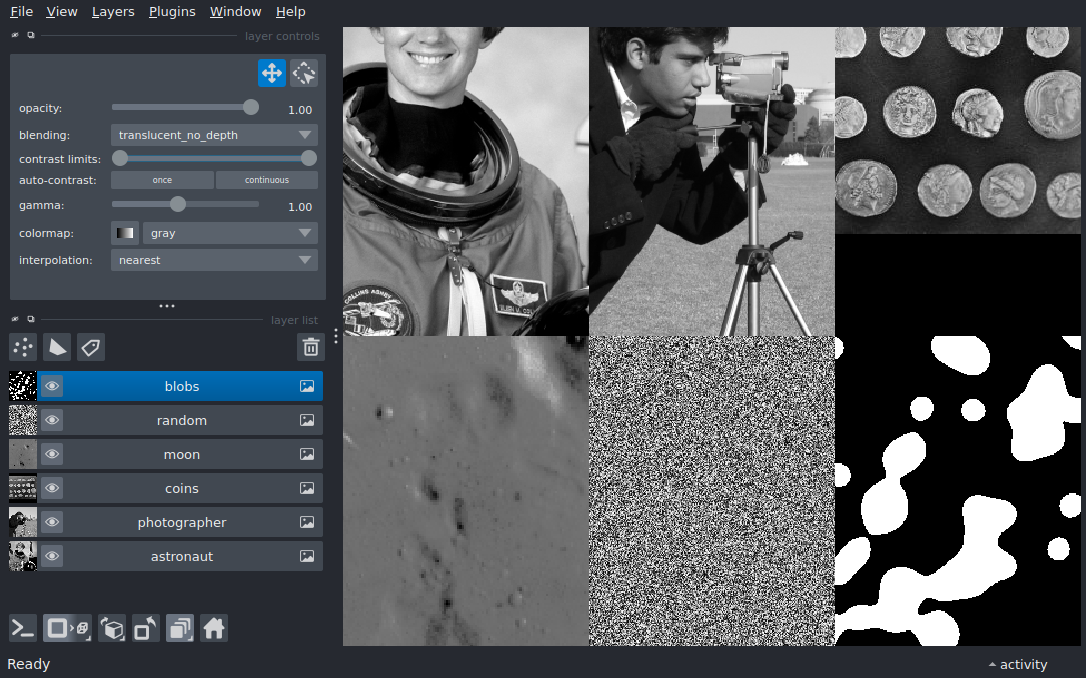 File View Layers Plugins Window Help
layer controls
opacity: 1.00
blending: translucent_no_depth
contrast limits:
auto-contrast: once continuous
gamma: 1.00
colormap: gray
interpolation: nearest
layer list
blobs
random
moon
coins
photographer
astronaut
Ready activity